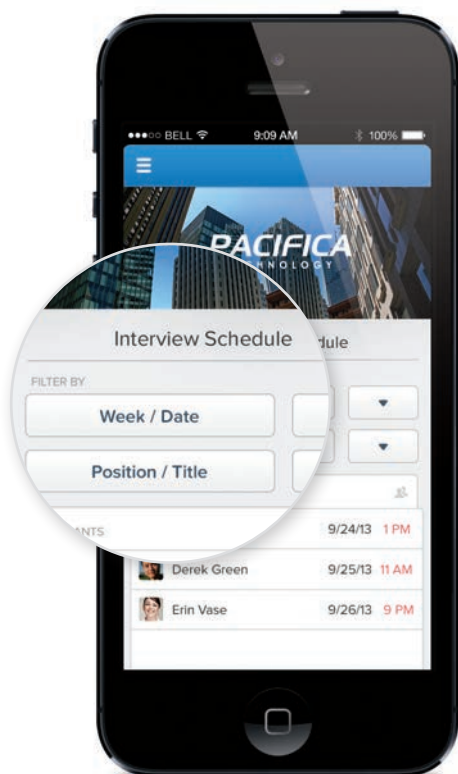 BELL 9:09 AM 100%
PACIFICA
CHNOLOGY
Interview Schedule dule
FILTER BY
Week / Date
Position / Title
ANTS 9/24/13 1 PM
Derek Green 9/25/13 11 AM
Erin Vase 9/26/13 9 PM